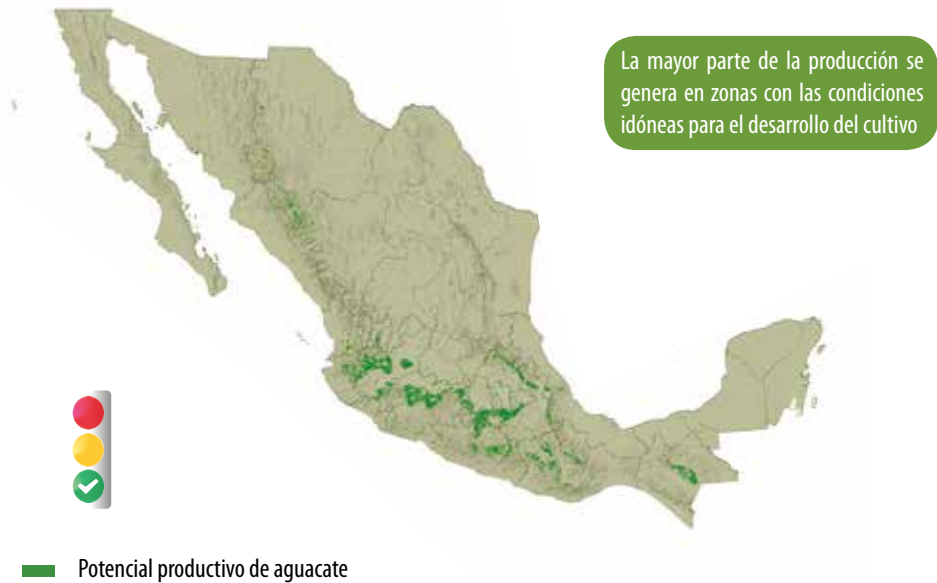 La mayor parte de la producción se
genera en zonas con las condiciones
idóneas para el desarrollo del cultivo
Potencial productivo de aguacate